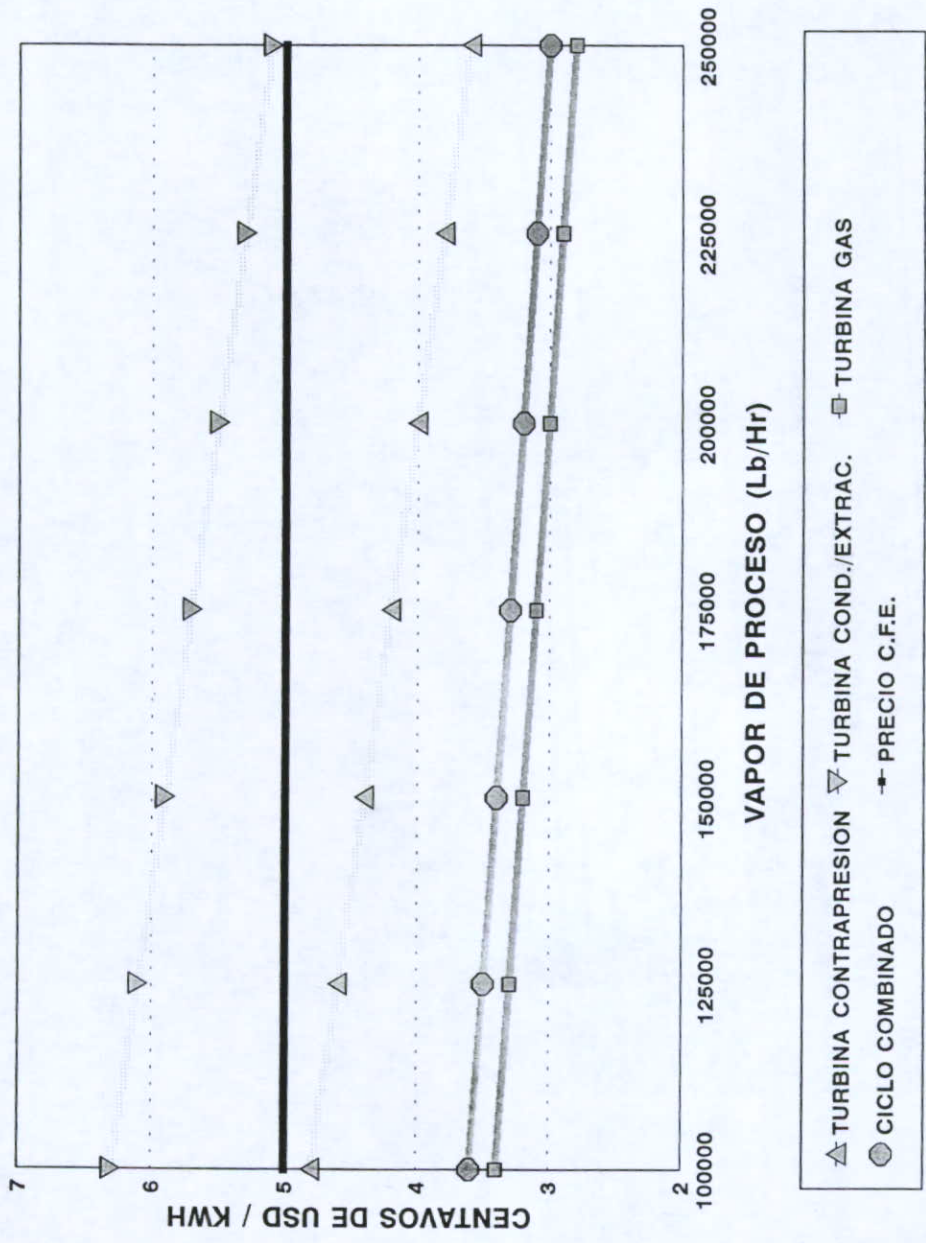 CENTAVOS DE USD / KWH
7
6
5
4
3
2
100000 125000 150000 175000 200000 225000 250000
VAPOR DE PROCESO (Lb/Hr)
TURBINA CONTRAPRESION TURBINA COND./EXTRAC. TURBINA GAS
CICLO COMBINADO PRECIO C.F.E.